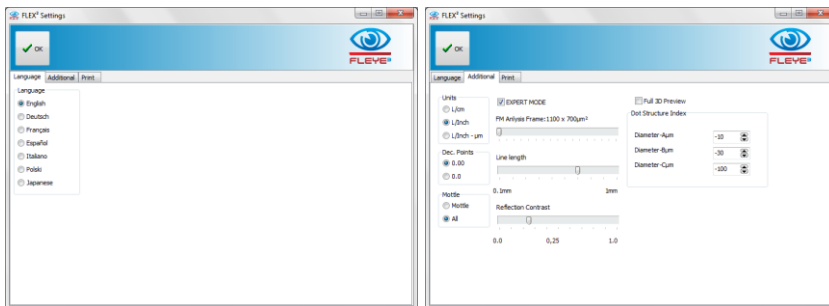 FLEX³ Settings
OK
FLEYE³
Language Additional Print
Language
English
Deutsch
Français
Español
Italiano
Polski
Japanese
FLEX³ Settings
OK
FLEYE³
Language Additional Print
Units
L/cm
L/Inch
L/Inch - µm
Dec. Points
0.00
0.0
Mottle
Mottle
All
EXPERT MODE
FM Anlysis Frame:1100 x 700µm²
Line length
0.1mm 1mm
Reflection Contrast
0.0 0,25 1.0
Full 3D Preview
Dot Structure Index
Diameter-Aµm -10
Diameter-Bµm -30
Diameter-Cµm -100